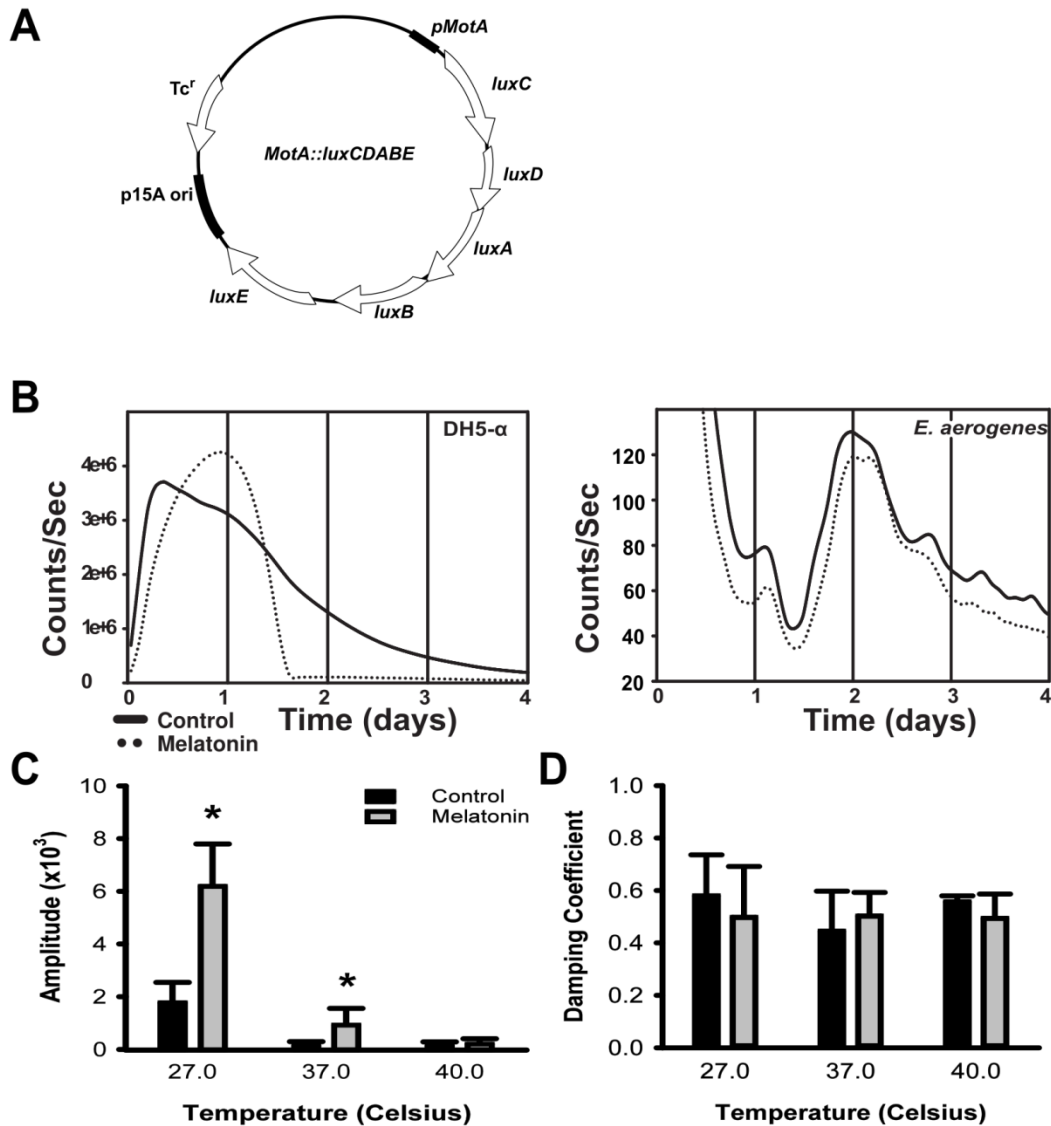 A
pMotA
luxC
Tcʳ
MotA::luxCDABE
luxD
p15A ori
luxA
luxE
luxB
B
DH5-α
4e+6
3e+6
2e+6
1e+6
0
Counts/Sec
0 1 2 3 4
Time (days)
Control
Melatonin
E. aerogenes
120
100
80
60
40
20
Counts/Sec
0 1 2 3 4
Time (days)
C
10
8
6
4
2
0
Amplitude (x10³)
*
*
Control
Melatonin
27.0 37.0 40.0
Temperature (Celsius)
D
1.0
0.8
0.6
0.4
0.2
0.0
Damping Coefficient
27.0 37.0 40.0
Temperature (Celsius)